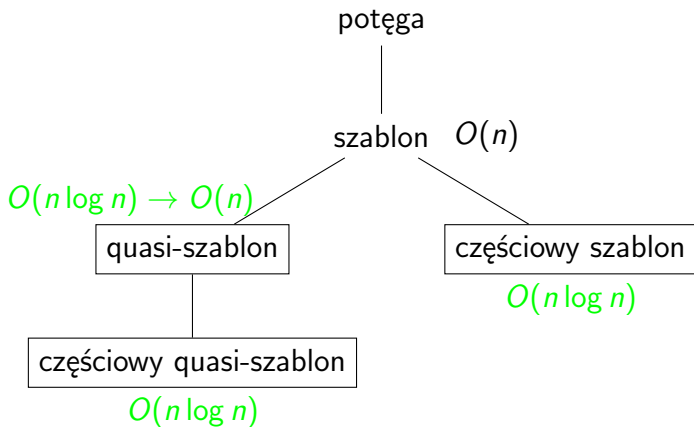 potęga
szablon O(n)
O(n log n) → O(n)
quasi-szablon
częściowy szablon
O(n log n)
częściowy quasi-szablon
O(n log n)